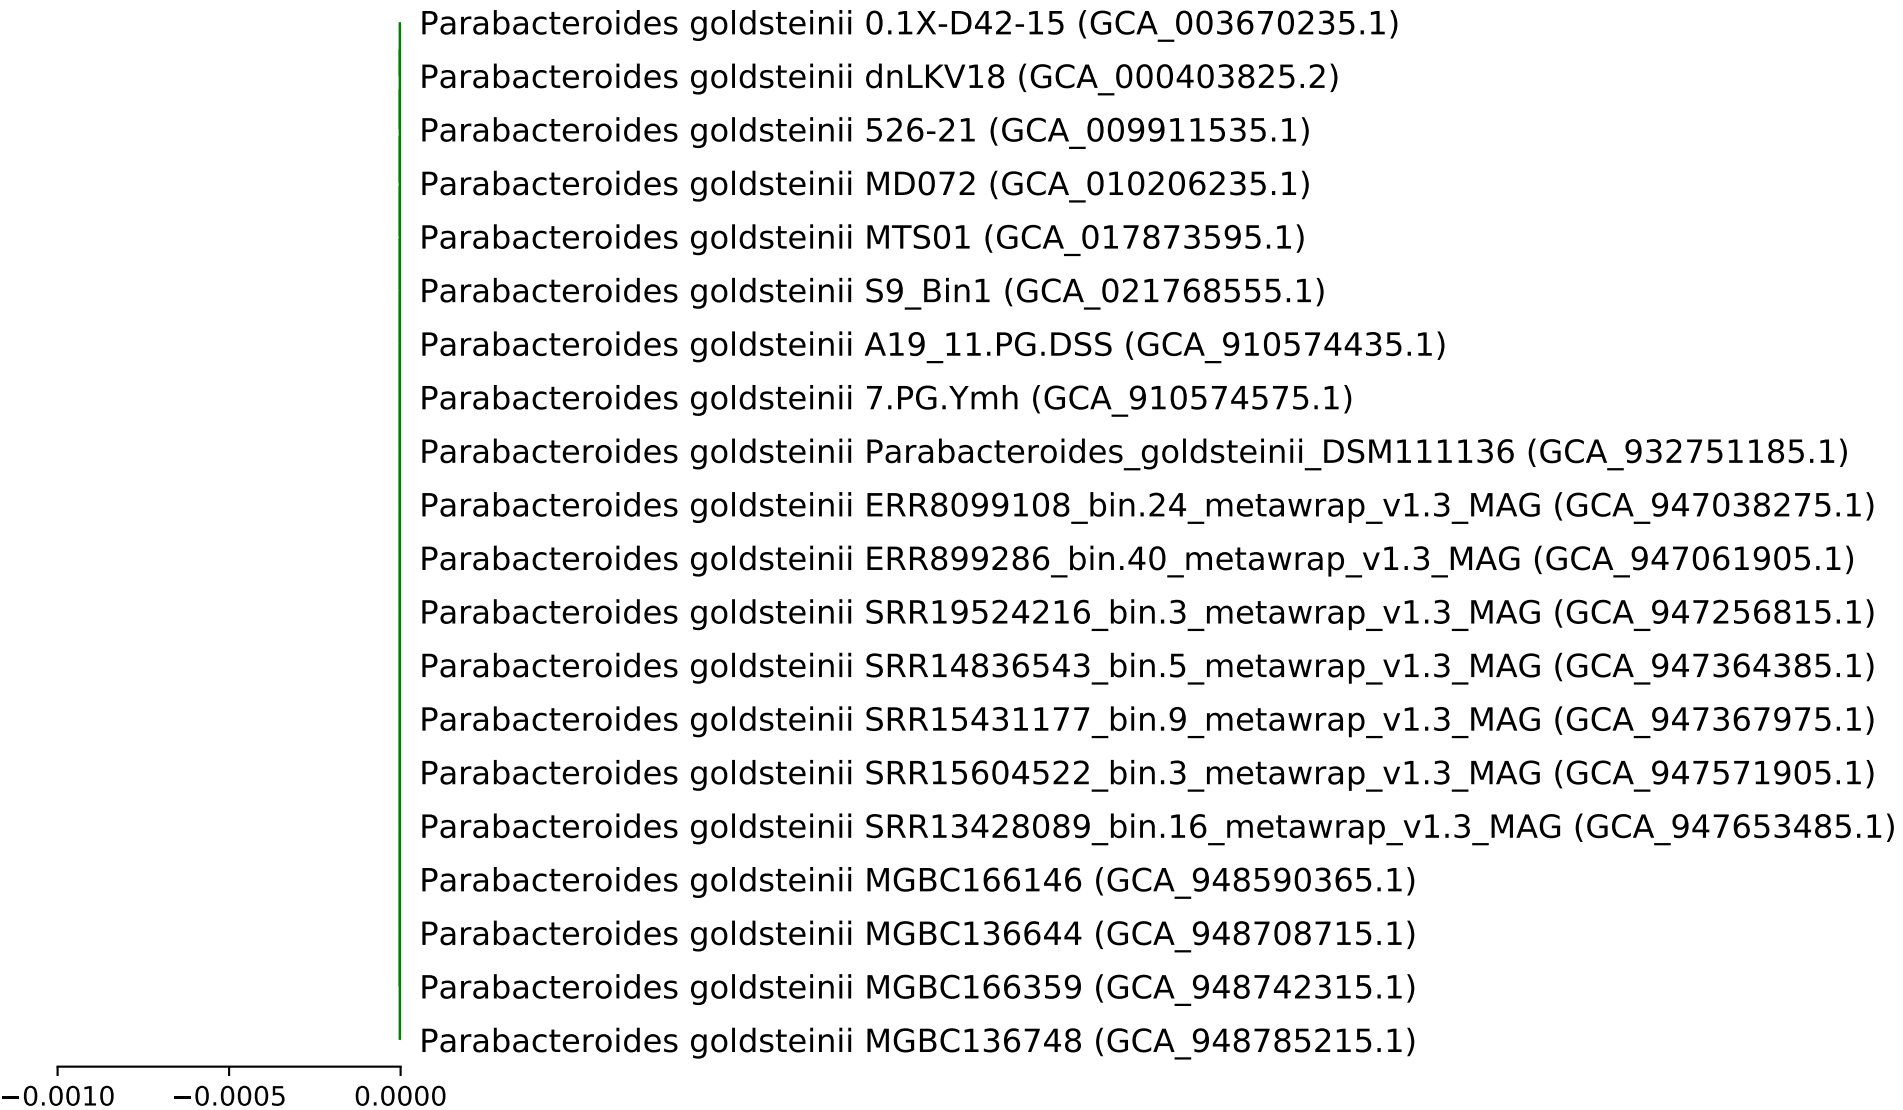 Parabacteroides goldsteinii 0.1X-D42-15 (GCA_003670235.1)
Parabacteroides goldsteinii dnLKV18 (GCA_000403825.2)
Parabacteroides goldsteinii 526-21 (GCA_009911535.1)
Parabacteroides goldsteinii MD072 (GCA_010206235.1)
Parabacteroides goldsteinii MTS01 (GCA_017873595.1)
Parabacteroides goldsteinii S9_Bin1 (GCA_021768555.1)
Parabacteroides goldsteinii A19_11.PG.DSS (GCA_910574435.1)
Parabacteroides goldsteinii 7.PG.Ymh (GCA_910574575.1)
Parabacteroides goldsteinii Parabacteroides_goldsteinii_DSM111136 (GCA_932751185.1)
Parabacteroides goldsteinii ERR8099108_bin.24_metawrap_v1.3_MAG (GCA_947038275.1)
Parabacteroides goldsteinii ERR899286_bin.40_metawrap_v1.3_MAG (GCA_947061905.1)
Parabacteroides goldsteinii SRR19524216_bin.3_metawrap_v1.3_MAG (GCA_947256815.1)
Parabacteroides goldsteinii SRR14836543_bin.5_metawrap_v1.3_MAG (GCA_947364385.1)
Parabacteroides goldsteinii SRR15431177_bin.9_metawrap_v1.3_MAG (GCA_947367975.1)
Parabacteroides goldsteinii SRR15604522_bin.3_metawrap_v1.3_MAG (GCA_947571905.1)
Parabacteroides goldsteinii SRR13428089_bin.16_metawrap_v1.3_MAG (GCA_947653485.1)
Parabacteroides goldsteinii MGBC166146 (GCA_948590365.1)
Parabacteroides goldsteinii MGBC136644 (GCA_948708715.1)
Parabacteroides goldsteinii MGBC166359 (GCA_948742315.1)
Parabacteroides goldsteinii MGBC136748 (GCA_948785215.1)
−0.0010 −0.0005 0.0000